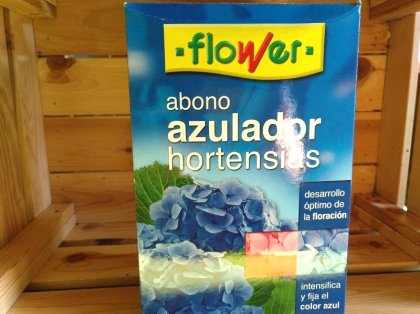 ·flower·
abono
azulador
hortensias
desarrollo
óptimo de
la floración
intensifica
y fija el
color azul